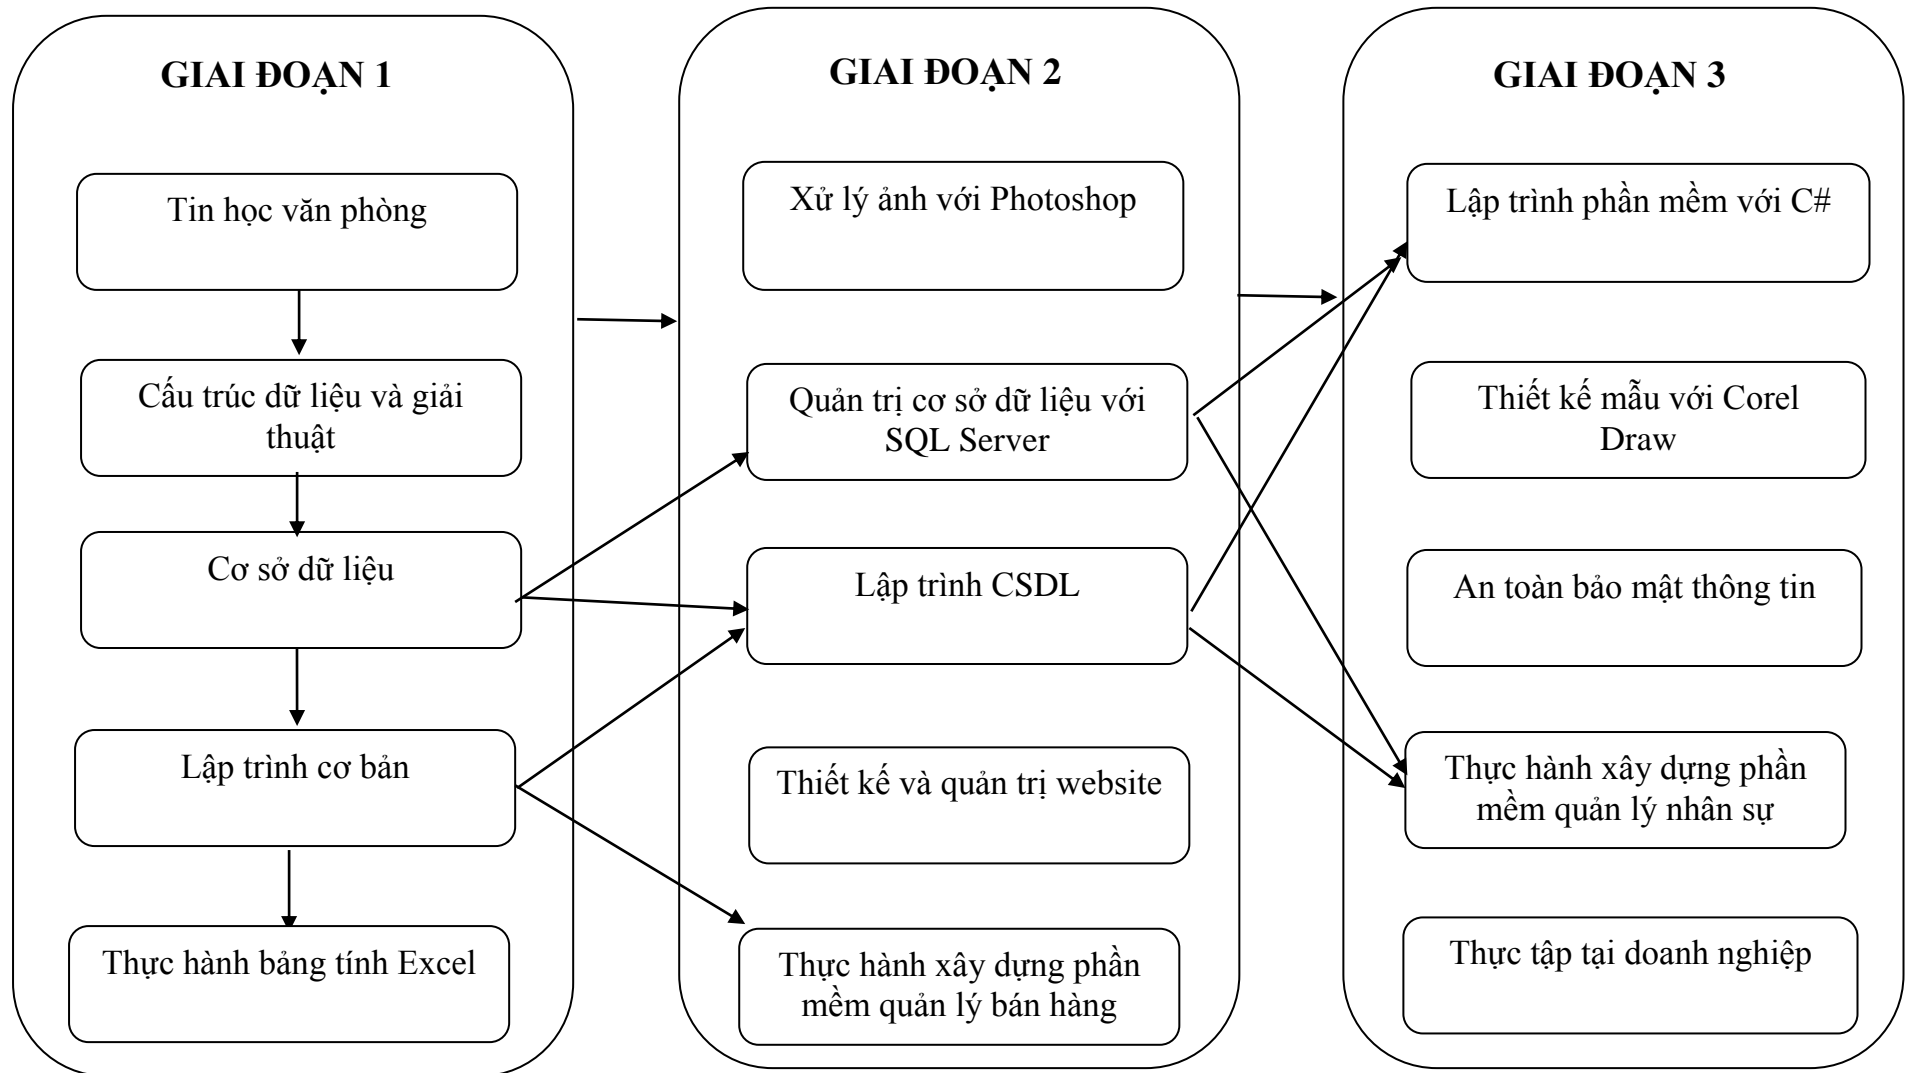 GIAI ĐOẠN 1
Tin học văn phòng
Cấu trúc dữ liệu và giải
thuật
Cơ sở dữ liệu
Lập trình cơ bản
Thực hành bảng tính Excel
GIAI ĐOẠN 2
Xử lý ảnh với Photoshop
Quản trị cơ sở dữ liệu với
SQL Server
Lập trình CSDL
Thiết kế và quản trị website
Thực hành xây dựng phần
mềm quản lý bán hàng
GIAI ĐOẠN 3
Lập trình phần mềm với C#
Thiết kế mẫu với Corel
Draw
An toàn bảo mật thông tin
Thực hành xây dựng phần
mềm quản lý nhân sự
Thực tập tại doanh nghiệp